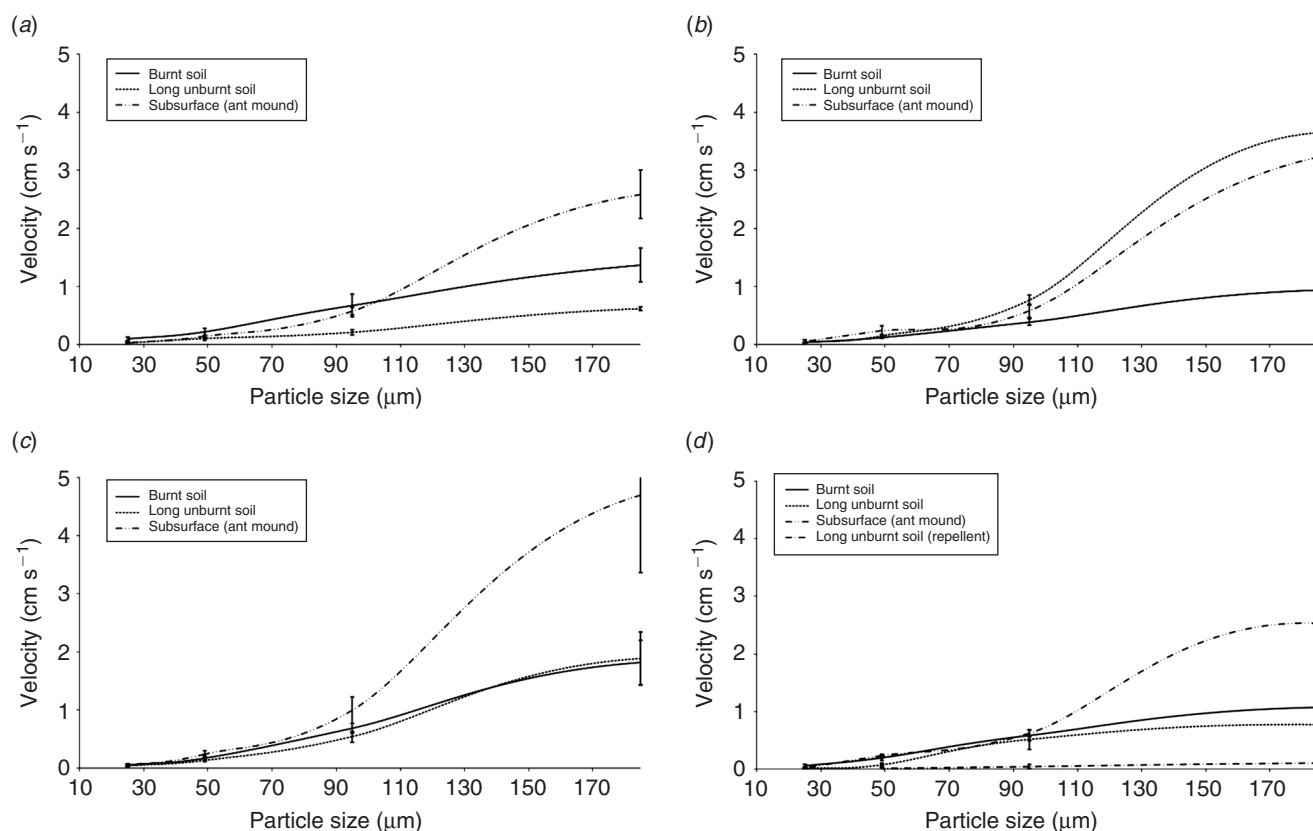 (a)
5
4
3
2
1
0
Velocity (cm s−1)
Burnt soil
Long unburnt soil
Subsurface (ant mound)
10 30 50 70 90 110 130 150 170
Particle size (μm)
(b)
5
4
3
2
1
0
Velocity (cm s−1)
Burnt soil
Long unburnt soil
Subsurface (ant mound)
10 30 50 70 90 110 130 150 170
Particle size (μm)
(c)
5
4
3
2
1
0
Velocity (cm s−1)
Burnt soil
Long unburnt soil
Subsurface (ant mound)
10 30 50 70 90 110 130 150 170
Particle size (μm)
(d)
5
4
3
2
1
0
Velocity (cm s−1)
Burnt soil
Long unburnt soil
Subsurface (ant mound)
Long unburnt soil (repellent)
10 30 50 70 90 110 130 150 170
Particle size (μm)